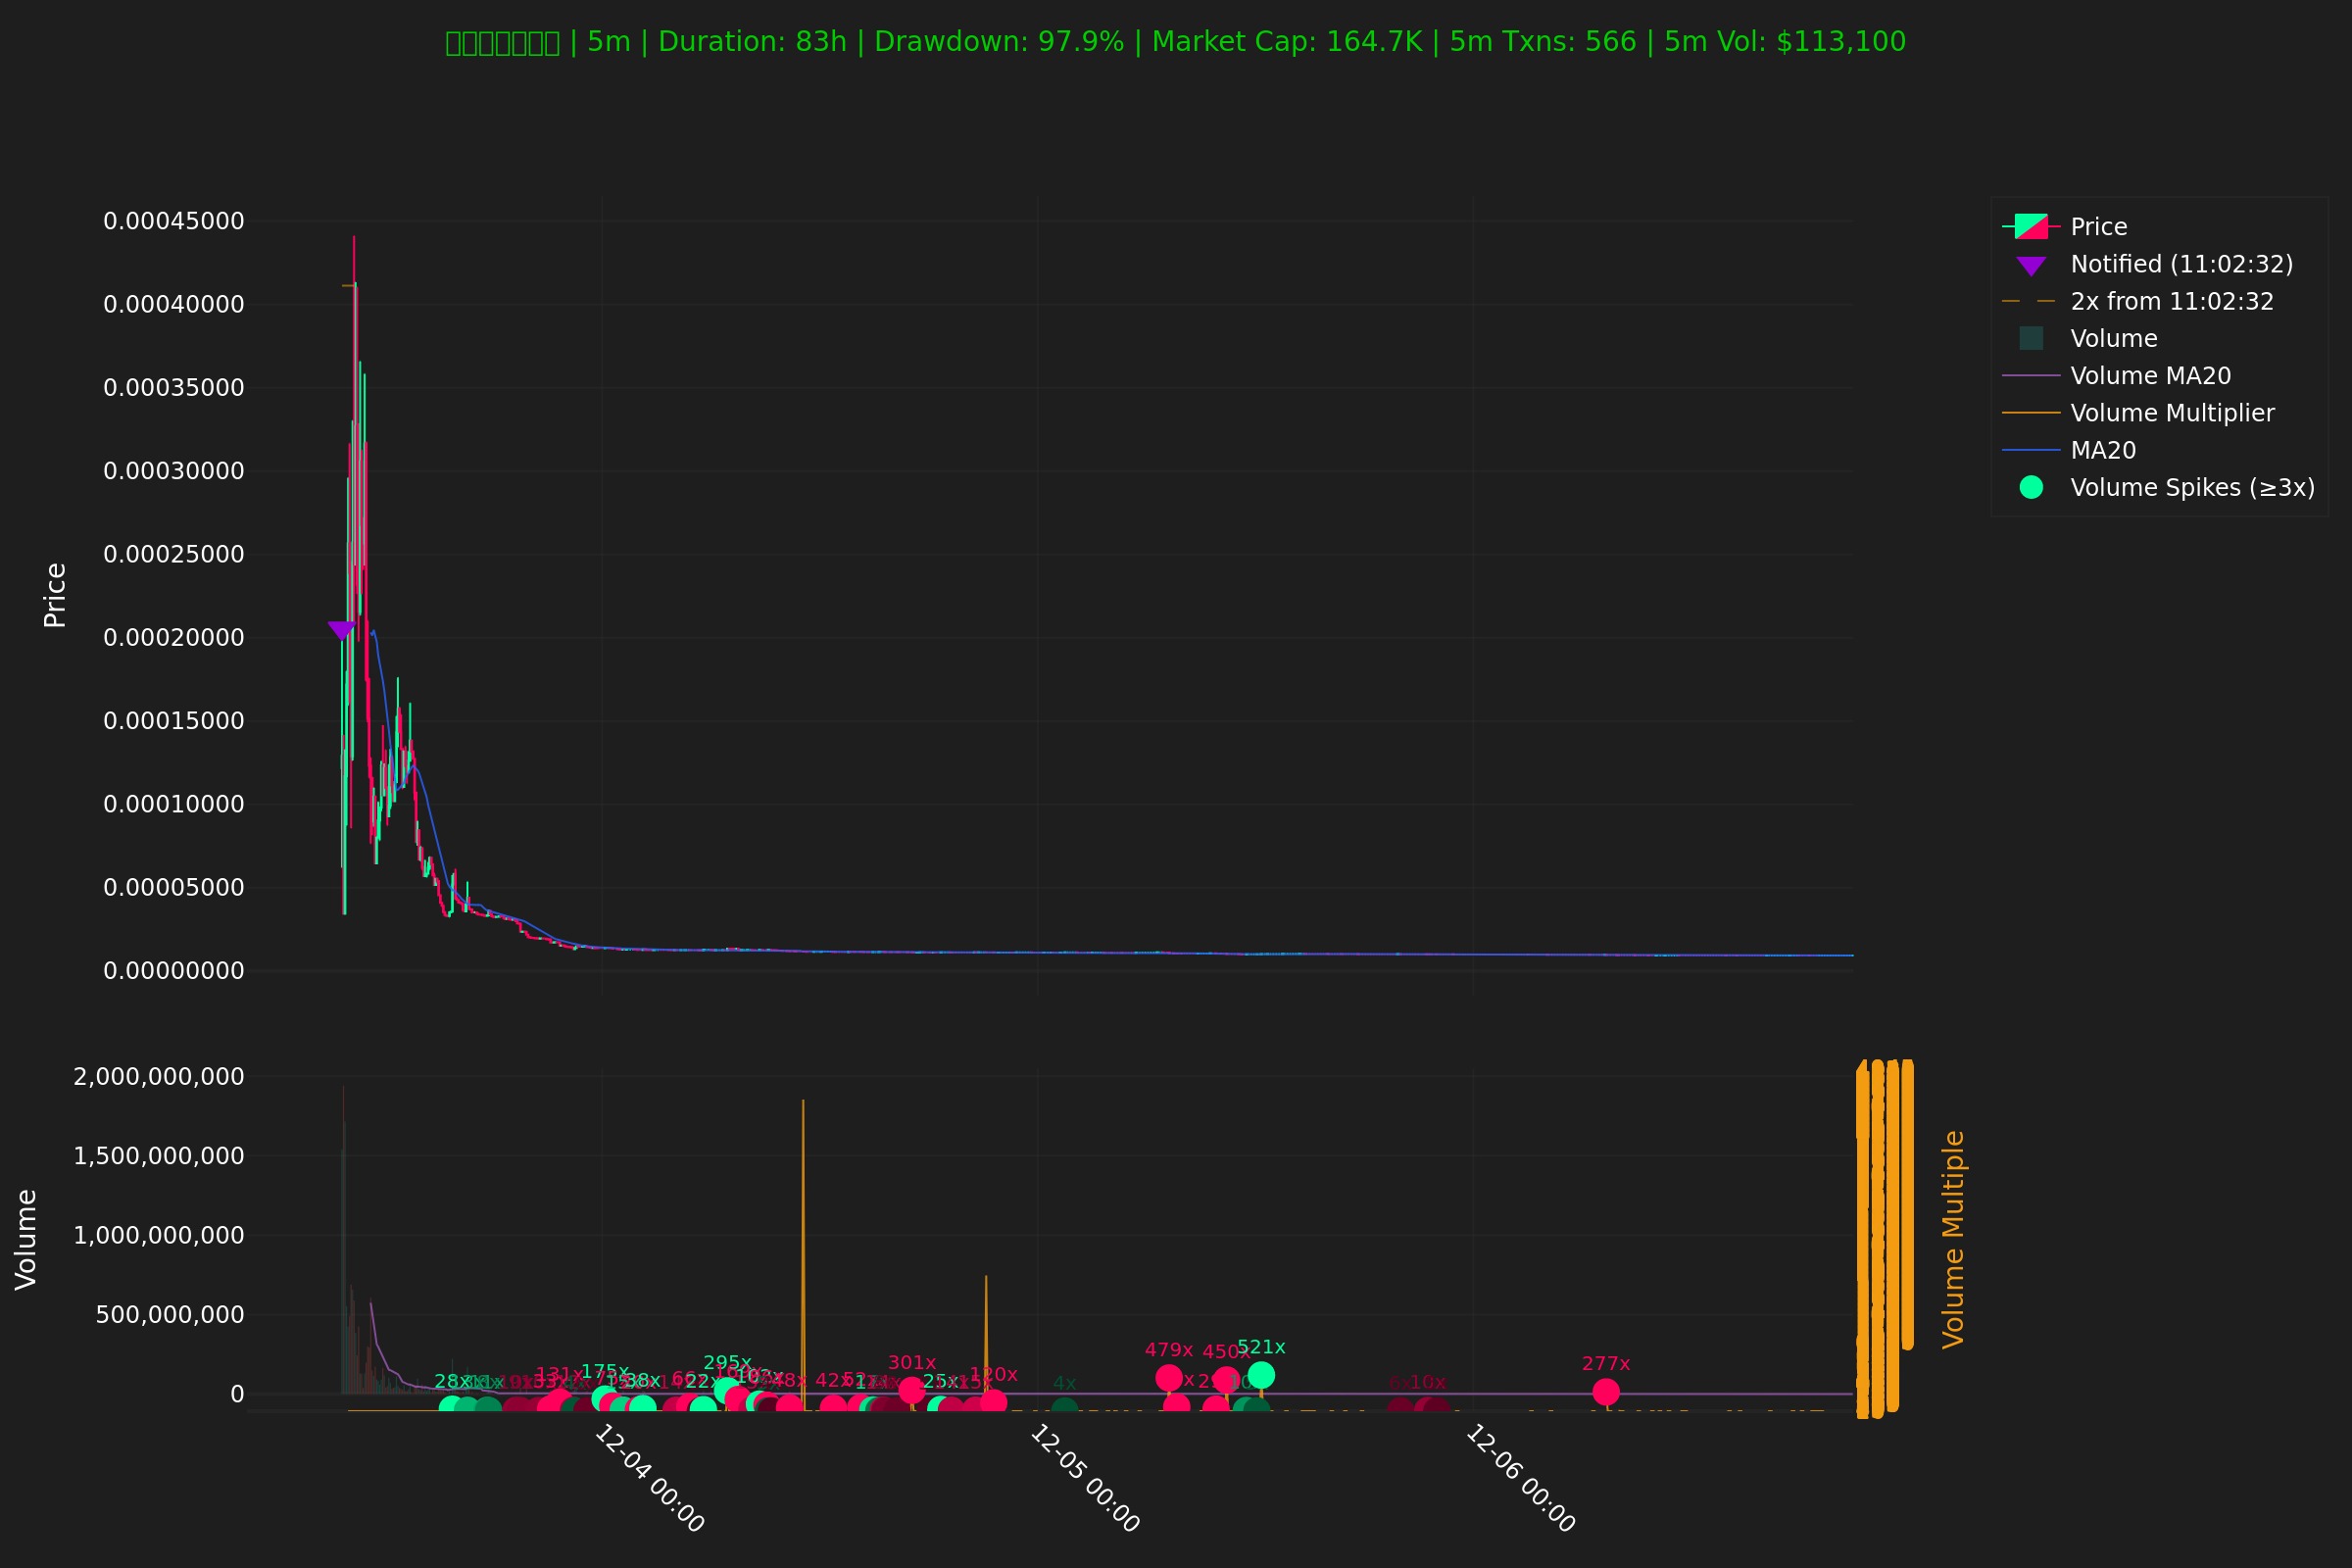 | 5m | Duration: 83h | Drawdown: 97.9% | Market Cap: 164.7K | 5m Txns: 566 | 5m Vol: $113,100
0.00045000
0.00040000
0.00035000
0.00030000
0.00025000
0.00020000
0.00015000
0.00010000
0.00005000
0.00000000
Price
Price
Notified (11:02:32)
2x from 11:02:32
Volume
Volume MA20
Volume Multiplier
MA20
Volume Spikes (≥3x)
2,000,000,000
1,500,000,000
1,000,000,000
500,000,000
0
Volume
28x
131x
175x
38x
295x
48x
42x
301x
25x
120x
4x
479x
450x
521x
10x
277x
Volume Multiple
12-04 00:00
12-05 00:00
12-06 00:00